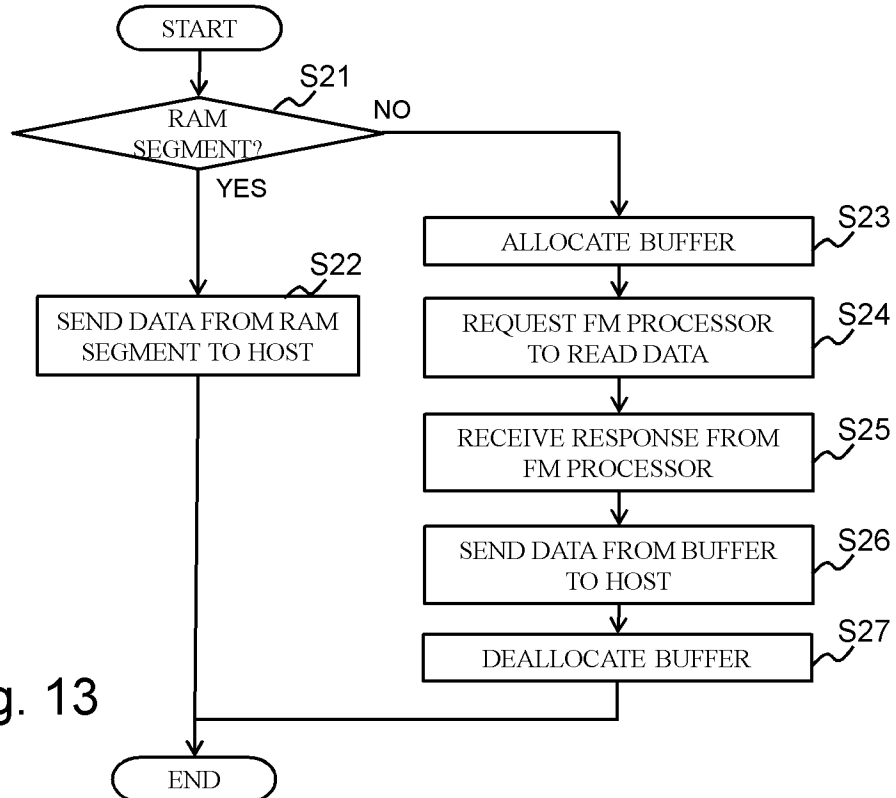 START
S21
RAM
SEGMENT?
NO
YES
S23
ALLOCATE BUFFER
S22
SEND DATA FROM RAM
SEGMENT TO HOST
S24
REQUEST FM PROCESSOR
TO READ DATA
S25
RECEIVE RESPONSE FROM
FM PROCESSOR
S26
SEND DATA FROM BUFFER
TO HOST
S27
DEALLOCATE BUFFER
g. 13
END